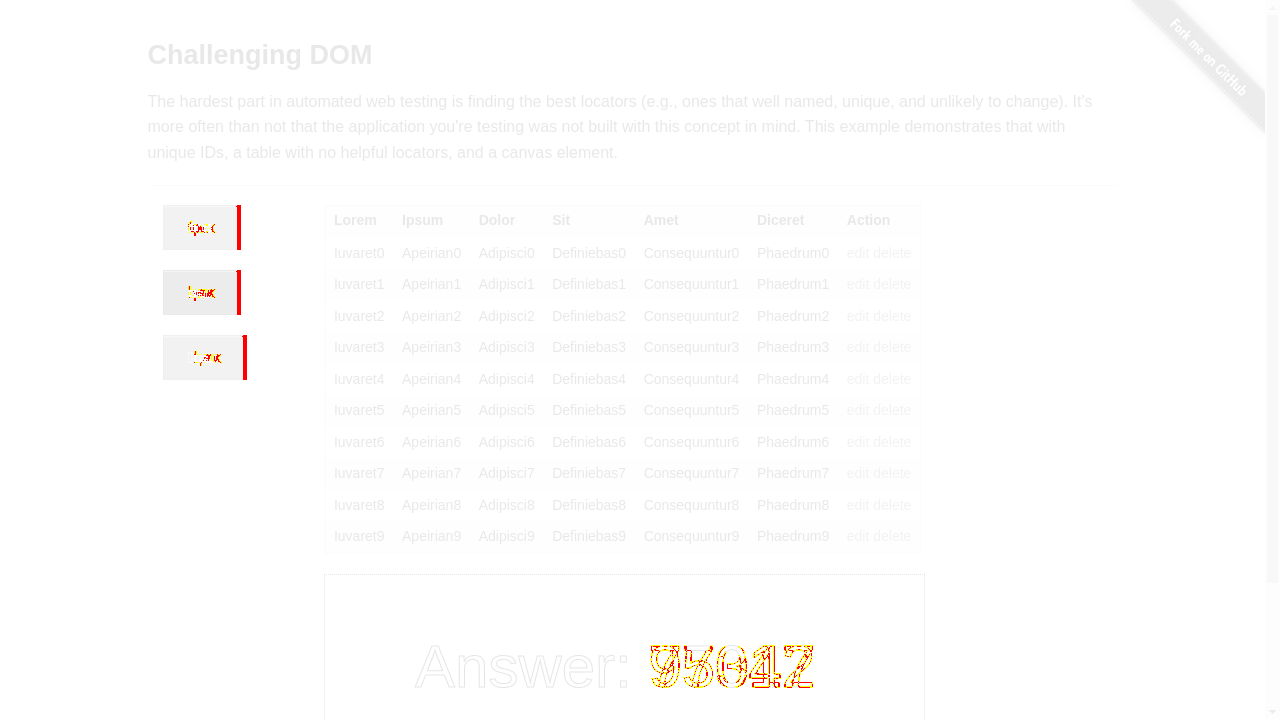 Fork me on GitHub
Challenging DOM
The hardest part in automated web testing is finding the best locators (e.g., ones that well named, unique, and unlikely to change). It's
more often than not that the application you're testing was not built with this concept in mind. This example demonstrates that with
unique IDs, a table with no helpful locators, and a canvas element.
Lorem Ipsum Dolor Sit Amet Diceret Action
Iuvaret0 Apeirian0 Adipisci0 Definiebas0 Consequuntur0 Phaedrum0 edit delete
Iuvaret1 Apeirian1 Adipisci1 Definiebas1 Consequuntur1 Phaedrum1 edit delete
Iuvaret2 Apeirian2 Adipisci2 Definiebas2 Consequuntur2 Phaedrum2 edit delete
Iuvaret3 Apeirian3 Adipisci3 Definiebas3 Consequuntur3 Phaedrum3 edit delete
Iuvaret4 Apeirian4 Adipisci4 Definiebas4 Consequuntur4 Phaedrum4 edit delete
Iuvaret5 Apeirian5 Adipisci5 Definiebas5 Consequuntur5 Phaedrum5 edit delete
Iuvaret6 Apeirian6 Adipisci6 Definiebas6 Consequuntur6 Phaedrum6 edit delete
Iuvaret7 Apeirian7 Adipisci7 Definiebas7 Consequuntur7 Phaedrum7 edit delete
Iuvaret8 Apeirian8 Adipisci8 Definiebas8 Consequuntur8 Phaedrum8 edit delete
Iuvaret9 Apeirian9 Adipisci9 Definiebas9 Consequuntur9 Phaedrum9 edit delete
Answer: